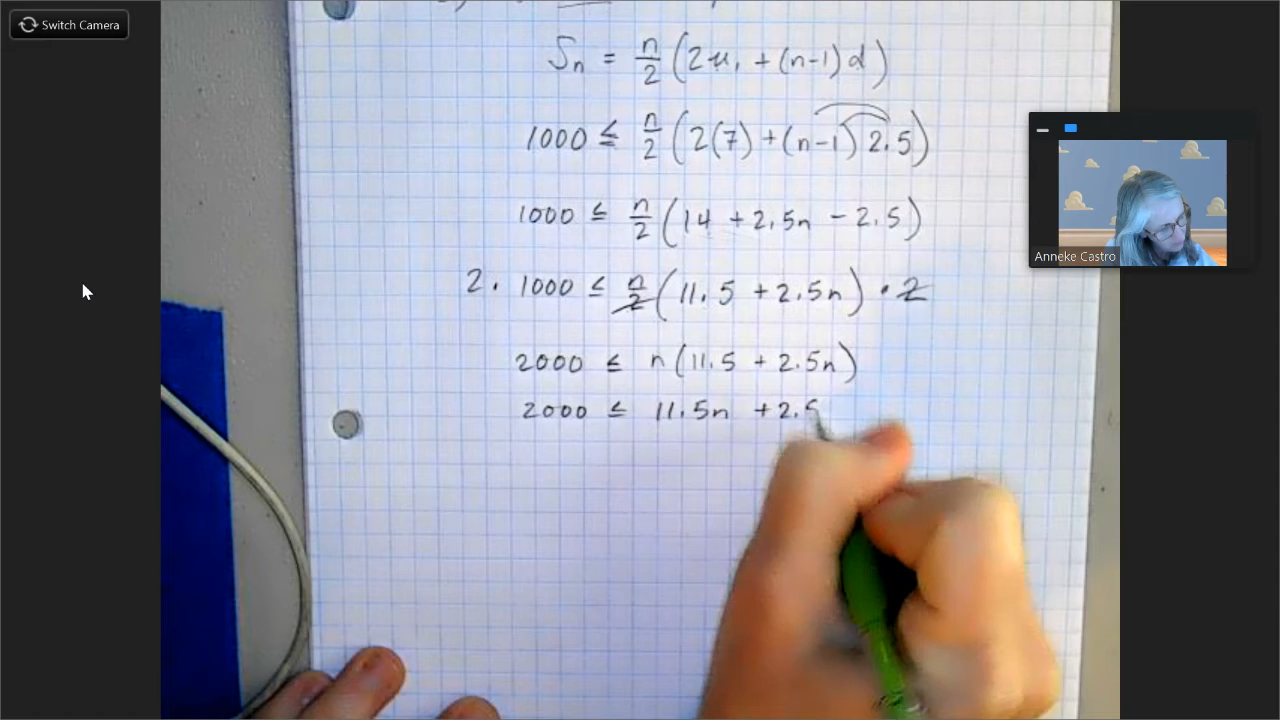 Switch Camera
Sn = n/2 (2u₁ + (n-1)d)
1000 ≤ n/2 (2(7) + (n-1) 2.5)
1000 ≤ n/2 (14 + 2.5n - 2.5)
2 . 1000 ≤ n/2 (11.5 + 2.5n) • 2
2000 ≤ n(11.5 + 2.5n)
2000 ≤ 11.5n + 2.5
Anneke Castro